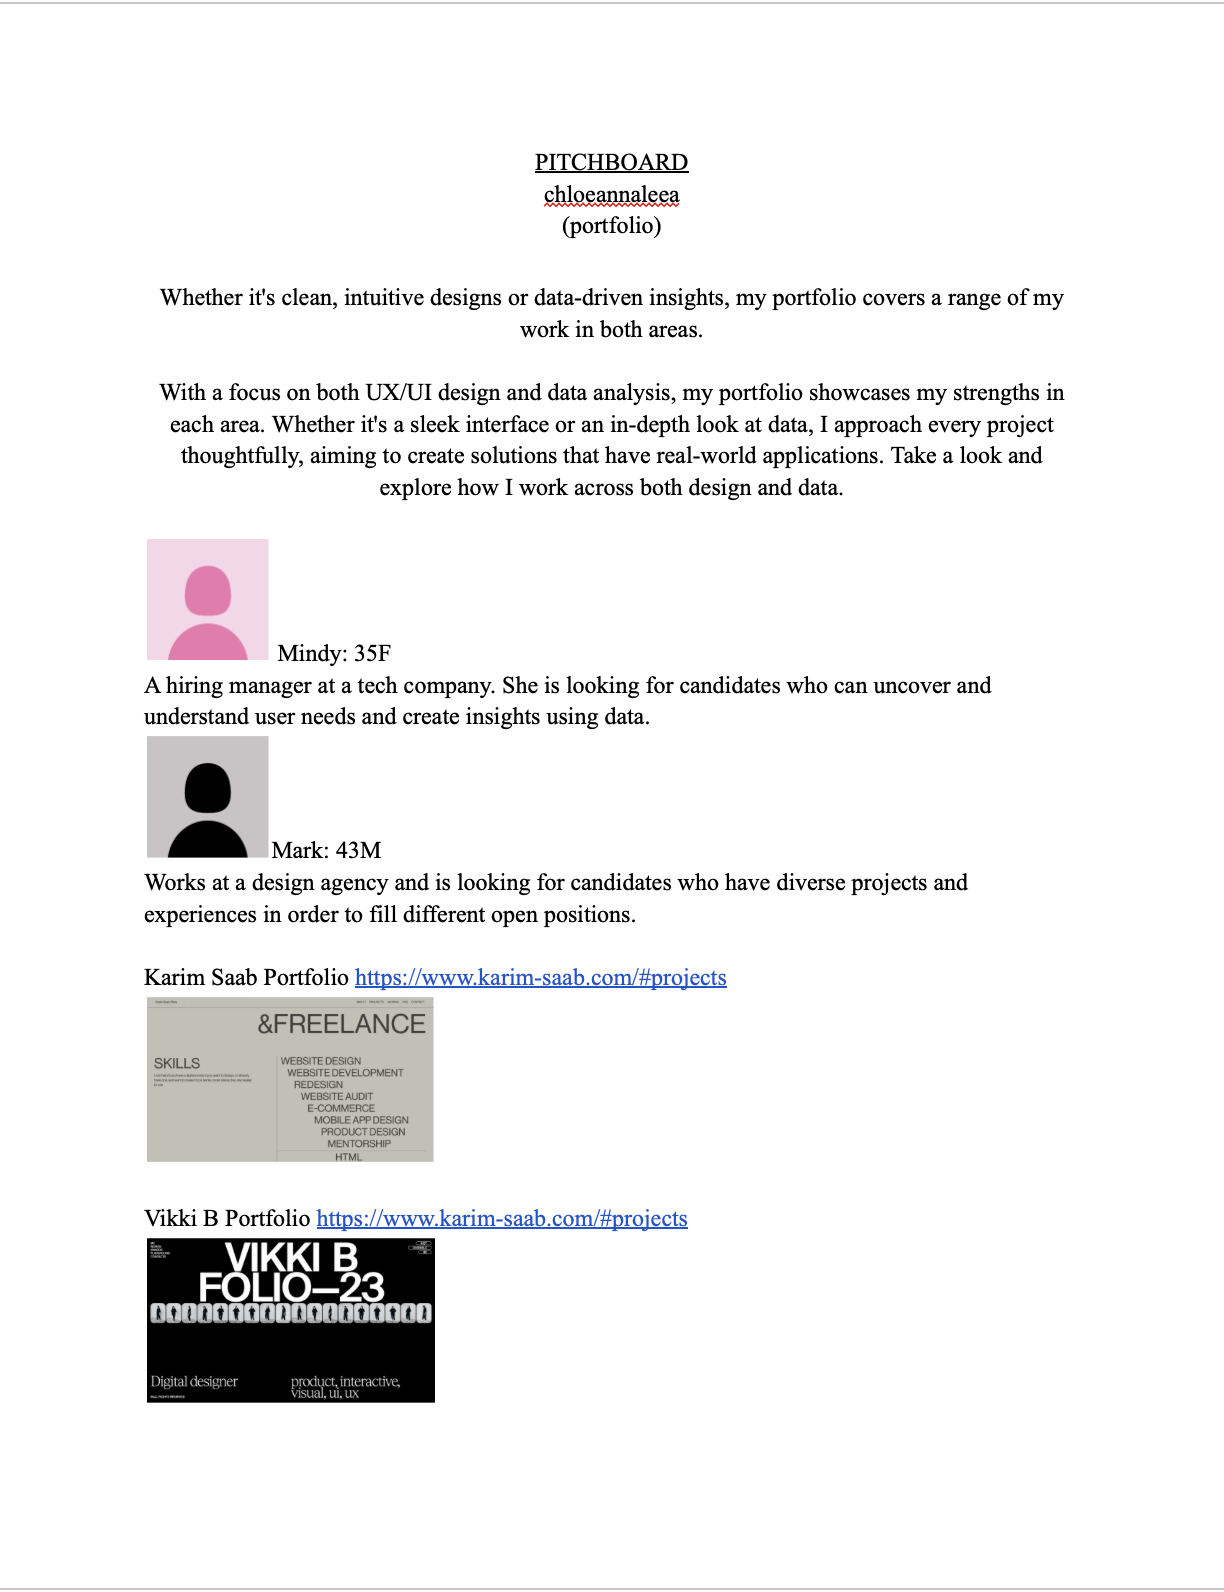 PITCHBOARD
chloeannaleea
(portfolio)
Whether it's clean, intuitive designs or data-driven insights, my portfolio covers a range of my
work in both areas.
With a focus on both UX/UI design and data analysis, my portfolio showcases my strengths in
each area. Whether it's a sleek interface or an in-depth look at data, I approach every project
thoughtfully, aiming to create solutions that have real-world applications. Take a look and
explore how I work across both design and data.
Mindy: 35F
A hiring manager at a tech company. She is looking for candidates who can uncover and
understand user needs and create insights using data.
Mark: 43M
Works at a design agency and is looking for candidates who have diverse projects and
experiences in order to fill different open positions.
Karim Saab Portfolio https://www.karim-saab.com/#projects
&FREELANCE
SKILLS
WEBSITE DESIGN
WEBSITE DEVELOPMENT
REDESIGN
WEBSITE AUDIT
E-COMMERCE
MOBILE APP DESIGN
PRODUCT DESIGN
MENTORSHIP
HTML
Vikki B Portfolio https://www.karim-saab.com/#projects
VIKKI B
FOLIO—23
Digital designer
product, interactive,
visual, ui, ux